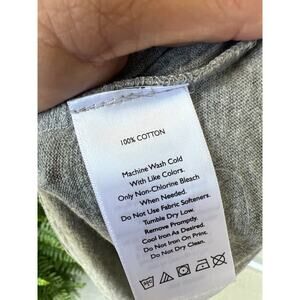 100% COTTON
Machine Wash Cold
With Like Colors.
Only Non-Chlorine Bleach
When Needed.
Do Not Use Fabric Softeners.
Tumble Dry Low.
Remove Promptly.
Cool Iron As Desired.
Do Not Iron On Print.
Do Not Dry Clean.